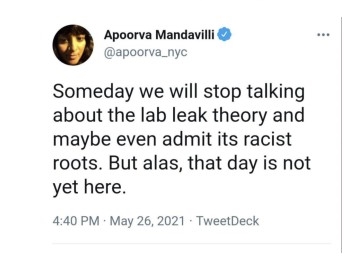 Apoorva Mandavilli
@apoorva_nyc
Someday we will stop talking
about the lab leak theory and
maybe even admit its racist
roots. But alas, that day is not
yet here.
4:40 PM · May 26, 2021 · TweetDeck